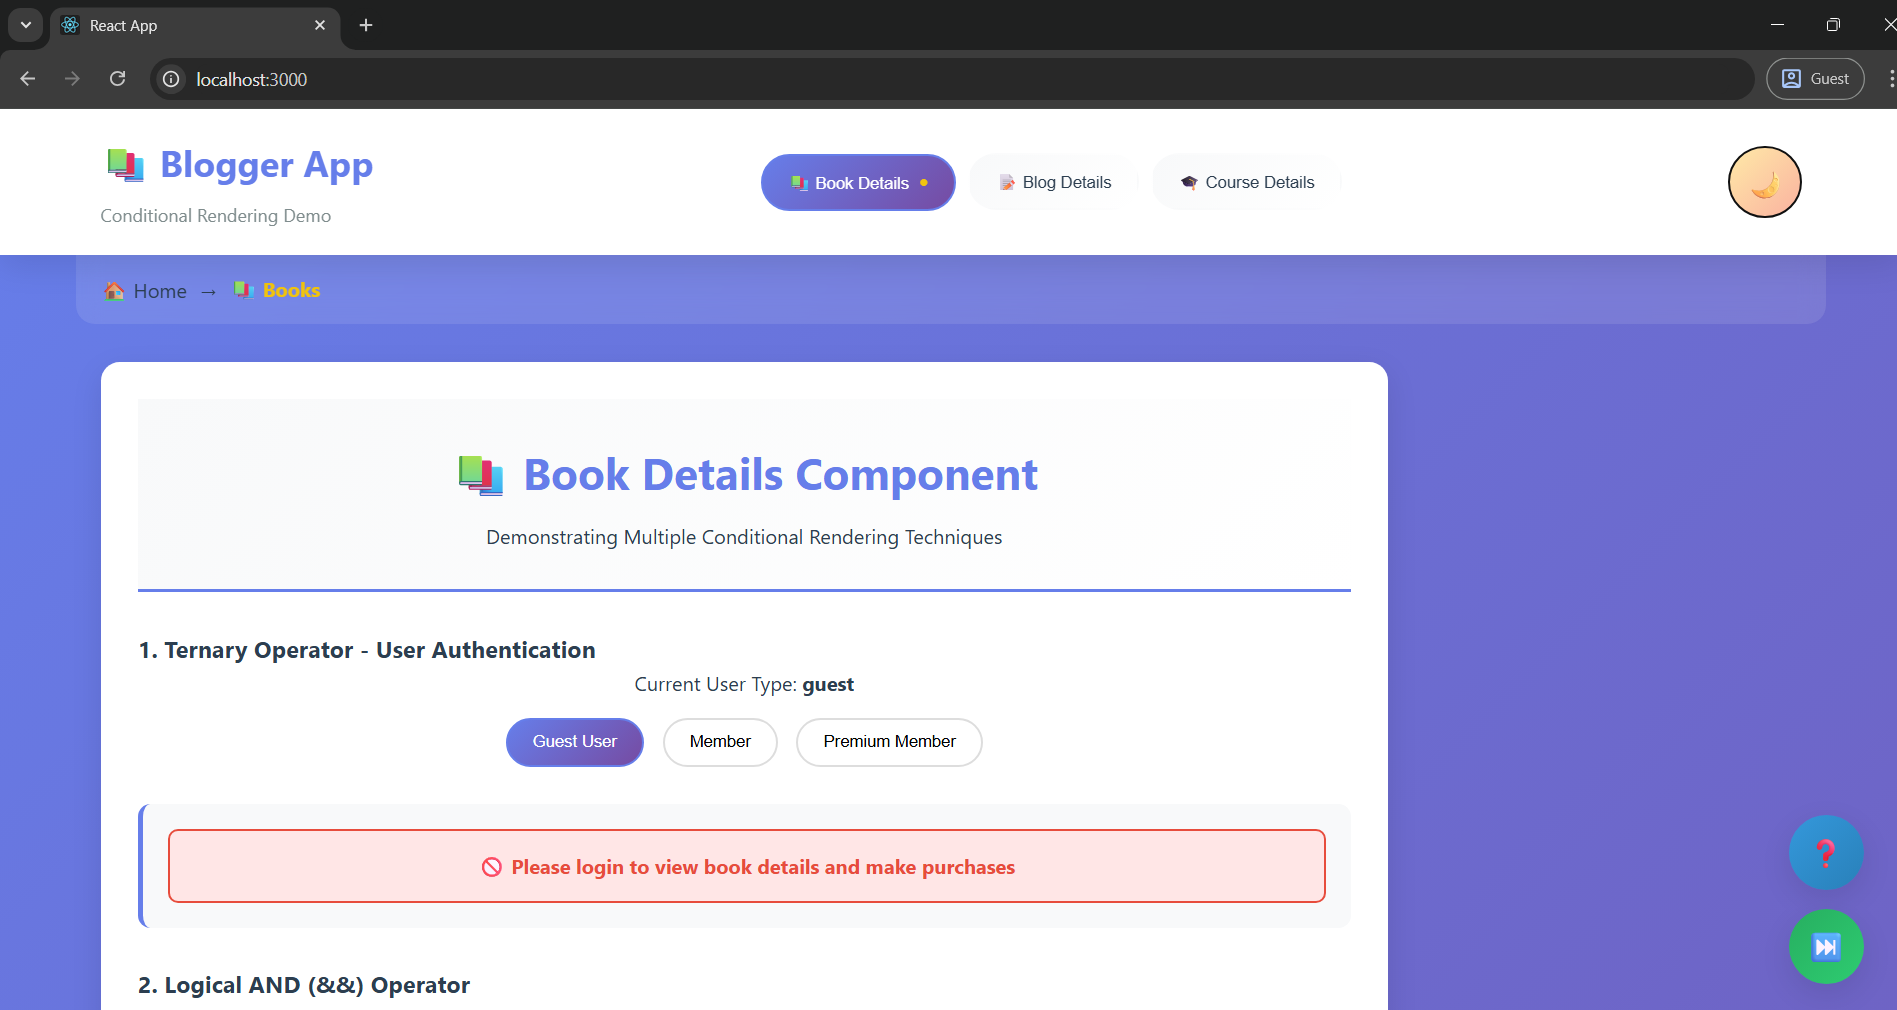 React App
localhost:3000
Guest
📚 Blogger App
Conditional Rendering Demo
📚 Book Details
📝 Blog Details
🎓 Course Details
🏠 Home → 📚 Books
📚 Book Details Component
Demonstrating Multiple Conditional Rendering Techniques
1. Ternary Operator - User Authentication
Current User Type: guest
Guest User
Member
Premium Member
🚫 Please login to view book details and make purchases
❓
⏭️
2. Logical AND (&&) Operator